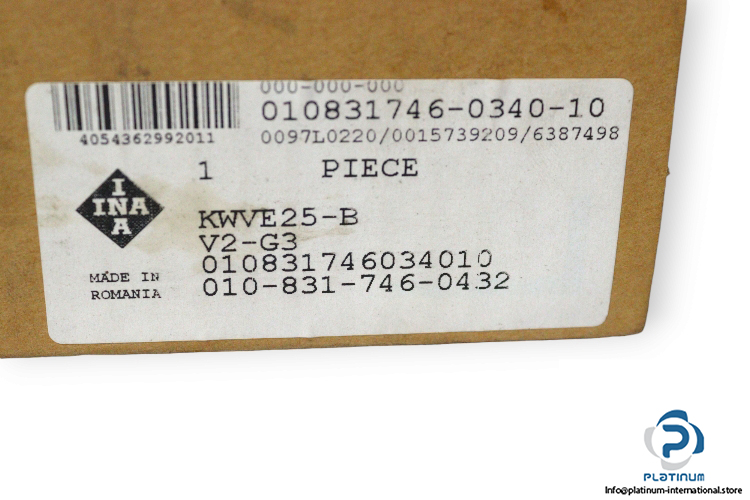 000-000-000
010831746-0340-10
4054362992011
0097L0220/0015739209/6387498
1 PIECE
INA
INA
KWVE25-B
V2-G3
010831746034010
MADE IN
ROMANIA
010-831-746-0432
PLATINUM
Info@platinum-international.store